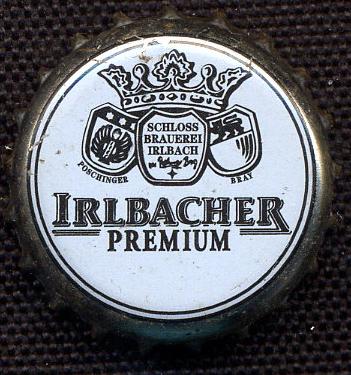 SCHLOSS
BRAUEREI
IRLBACH
POSCHINGER
BRAY
IRLBACHER
PREMIUM